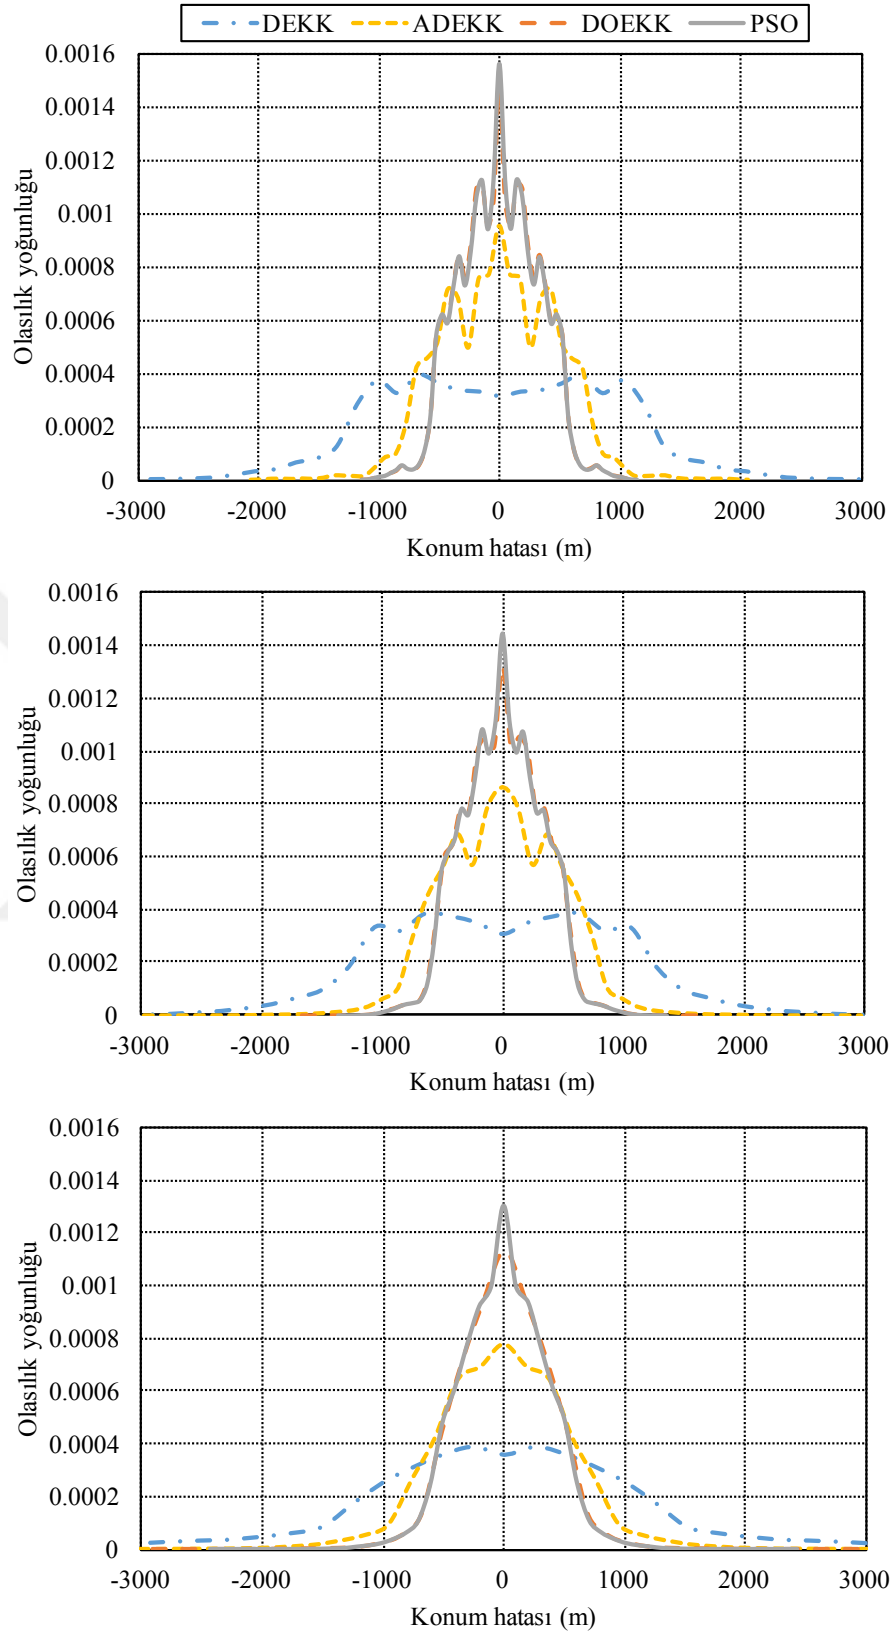 DEKK ADEKK DOEKK PSO
0.0016
0.0014
0.0012
0.001
0.0008
0.0006
0.0004
0.0002
0
Olasılık yoğunluğu
-3000 -2000 -1000 0 1000 2000 3000
Konum hatası (m)
0.0016
0.0014
0.0012
0.001
0.0008
0.0006
0.0004
0.0002
0
Olasılık yoğunluğu
-3000 -2000 -1000 0 1000 2000 3000
Konum hatası (m)
0.0016
0.0014
0.0012
0.001
0.0008
0.0006
0.0004
0.0002
0
Olasılık yoğunluğu
-3000 -2000 -1000 0 1000 2000 3000
Konum hatası (m)